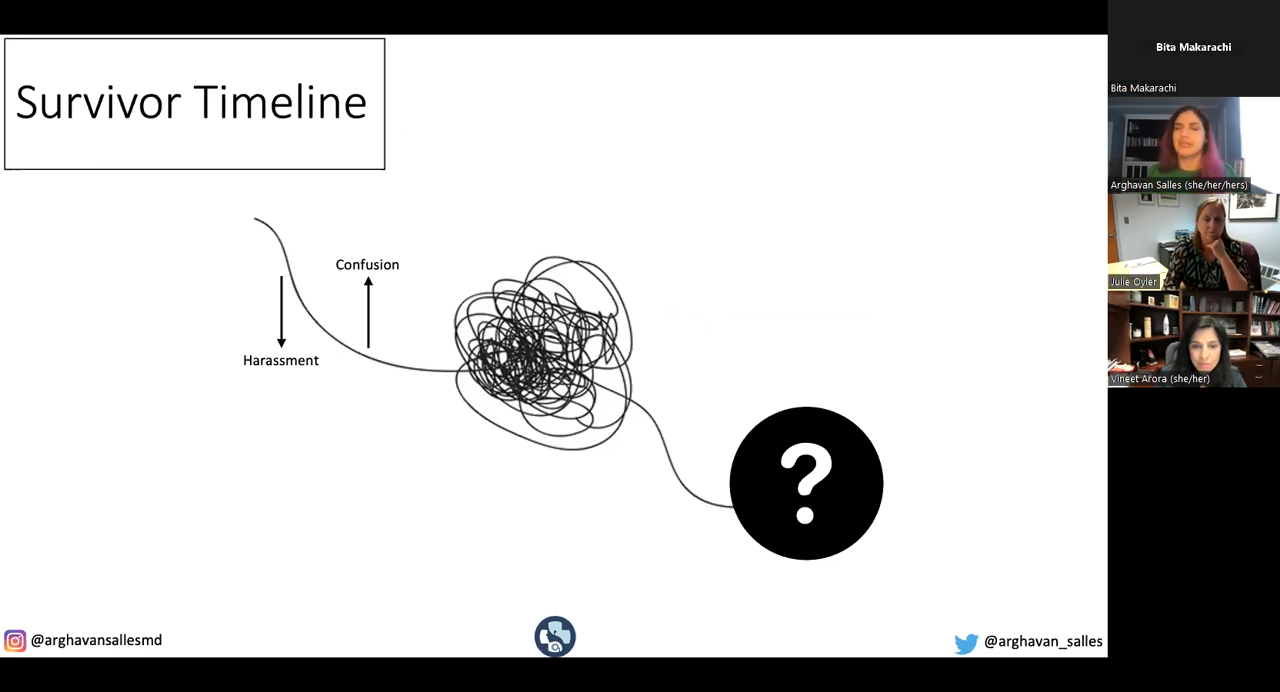 Survivor Timeline
Confusion
Harassment
?
@arghavansallesmd
@arghavan_salles
Bita Makarachi
Bita Makarachi
Arghavan Salles (she/her/hers)
Julie Oyler
Vineet Arora (she/her)